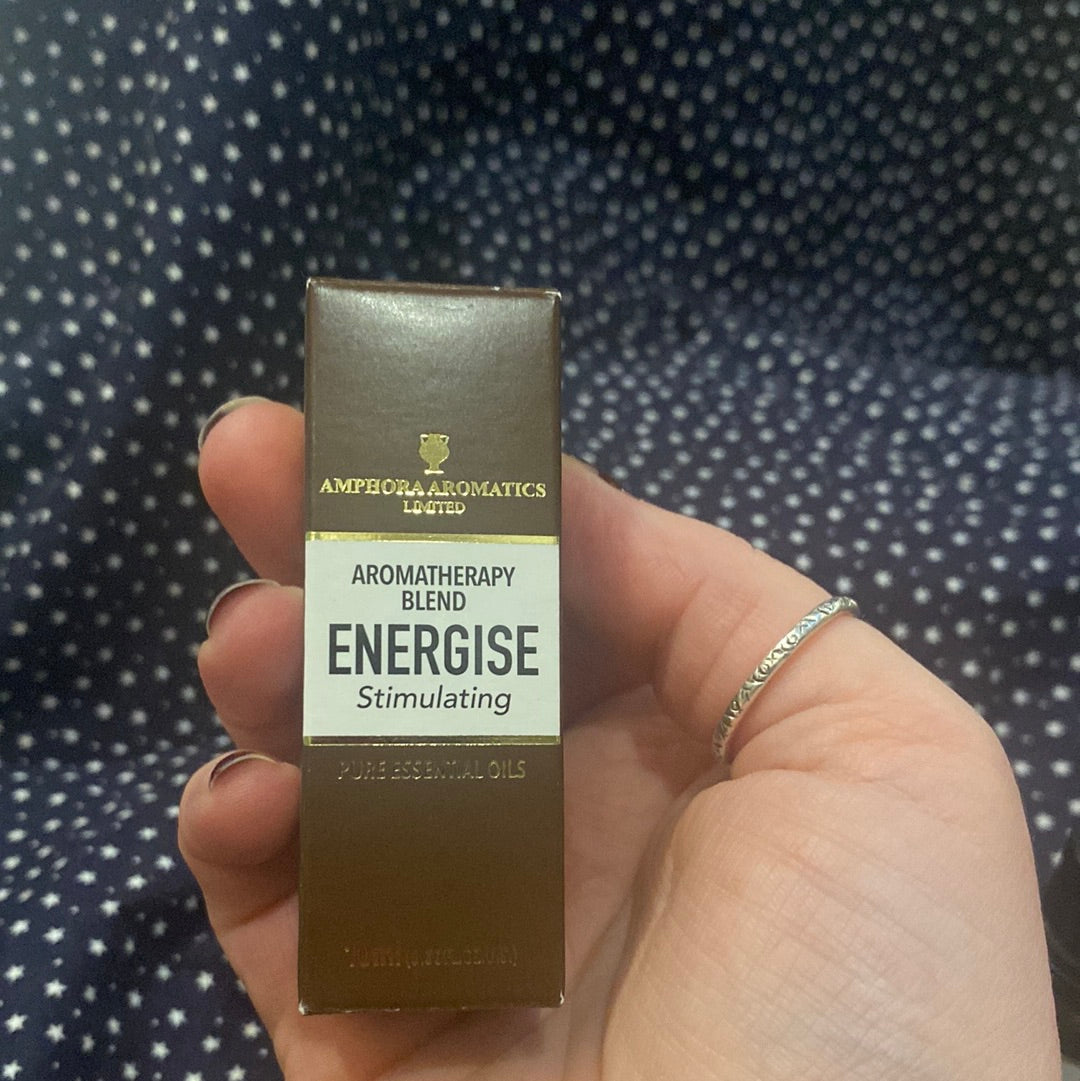 AMPHORA AROMATICS
LIMITED
AROMATHERAPY
BLEND
ENERGISE
Stimulating
PURE ESSENTIAL OILS